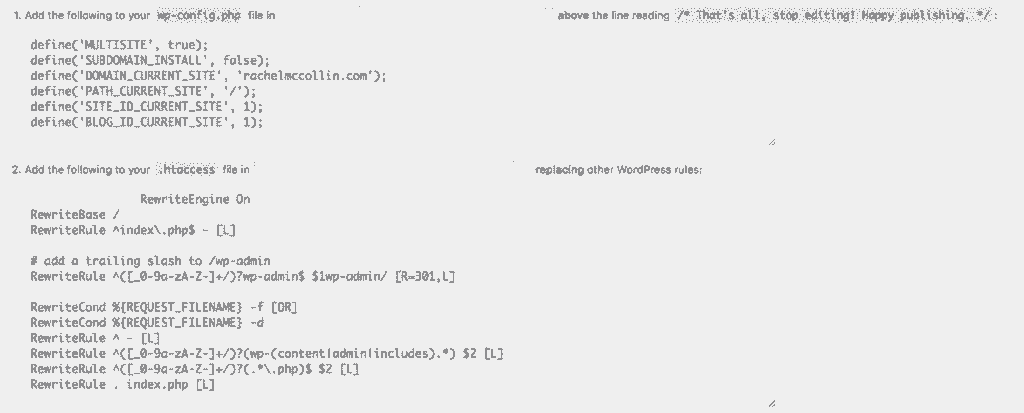 1. Add the following to your wp-config.php file in above the line reading /* That's all, stop editing! Happy publishing. */ :
define('MULTISITE', true);
define('SUBDOMAIN_INSTALL', false);
define('DOMAIN_CURRENT_SITE', 'rachelmccollin.com');
define('PATH_CURRENT_SITE', '/');
define('SITE_ID_CURRENT_SITE', 1);
define('BLOG_ID_CURRENT_SITE', 1);
2. Add the following to your .htaccess file in replacing other WordPress rules:
RewriteEngine On
RewriteBase /
RewriteRule ^index\.php$ - [L]
# add a trailing slash to /wp-admin
RewriteRule ^([_0-9a-zA-Z-]+/)?wp-admin$ $1wp-admin/ [R=301,L]
RewriteCond %{REQUEST_FILENAME} -f [OR]
RewriteCond %{REQUEST_FILENAME} -d
RewriteRule ^ - [L]
RewriteRule ^([_0-9a-zA-Z-]+/)?(wp-(content|admin|includes).*) $2 [L]
RewriteRule ^([_0-9a-zA-Z-]+/)?(.*\.php)$ $2 [L]
RewriteRule . index.php [L]